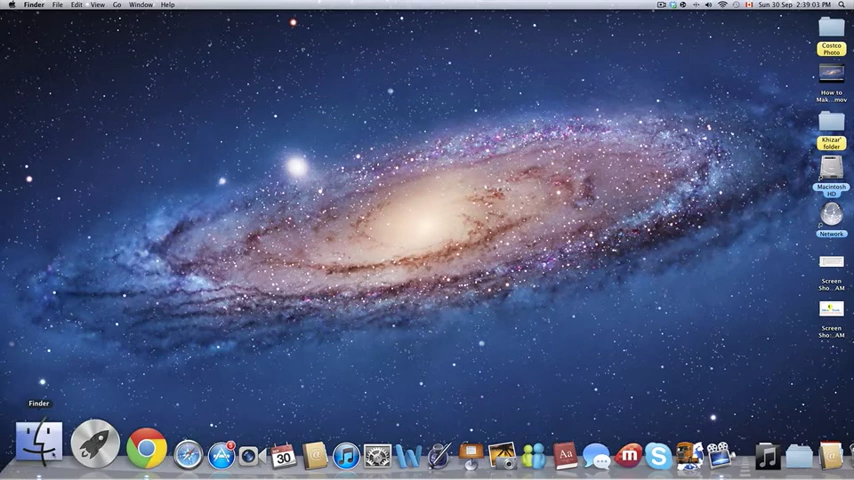 Finder File Edit View Go Window Help
Sun 30 Sep 2:39:03 PM
Costco
Photo
How to
Mak...mov
Khizar'
folder
Macintosh
HD
Network
Screen
Sho...AM
Screen
Sho...AM
Finder
30
Aa